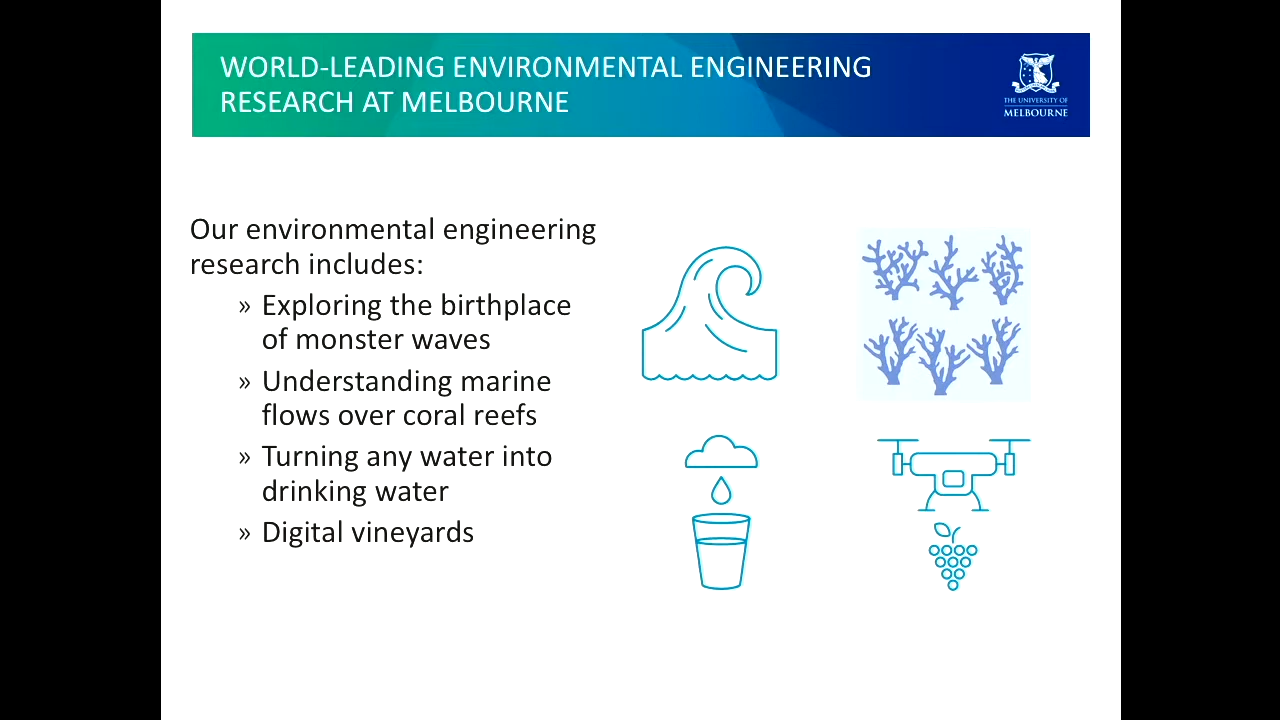 WORLD-LEADING ENVIRONMENTAL ENGINEERING
RESEARCH AT MELBOURNE
THE UNIVERSITY OF
MELBOURNE
Our environmental engineering
research includes:
» Exploring the birthplace
of monster waves
» Understanding marine
flows over coral reefs
» Turning any water into
drinking water
» Digital vineyards